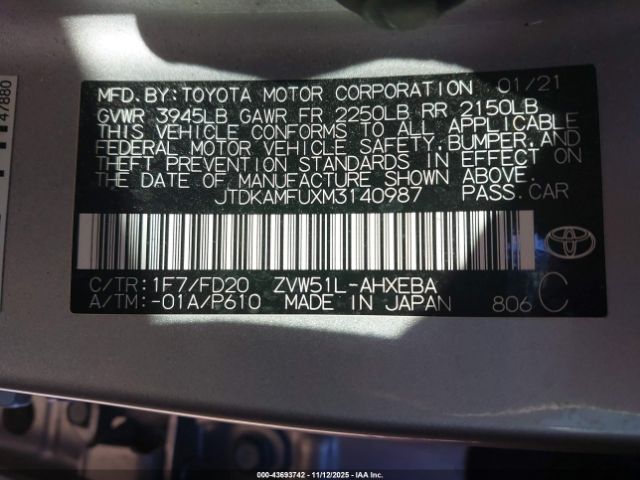 47880
MFD.BY:TOYOTA MOTOR CORPORATION 01/21
GVWR 3945LB GAWR FR 2250LB RR 2150LB
THIS VEHICLE CONFORMS TO ALL APPLICABLE
FEDERAL MOTOR VEHICLE SAFETY,BUMPER,AND
THEFT PREVENTION STANDARDS IN EFFECT ON
THE DATE OF MANUFACTURE SHOWN ABOVE.
JTDKAMFUXM3140987 PASS.CAR
C/TR:1F7/FD20 ZVW51L-AHXEBA
A/TM:-01A/P610 MADE IN JAPAN 806 C
000-43693742 - 11/12/2025 - IAA Inc.